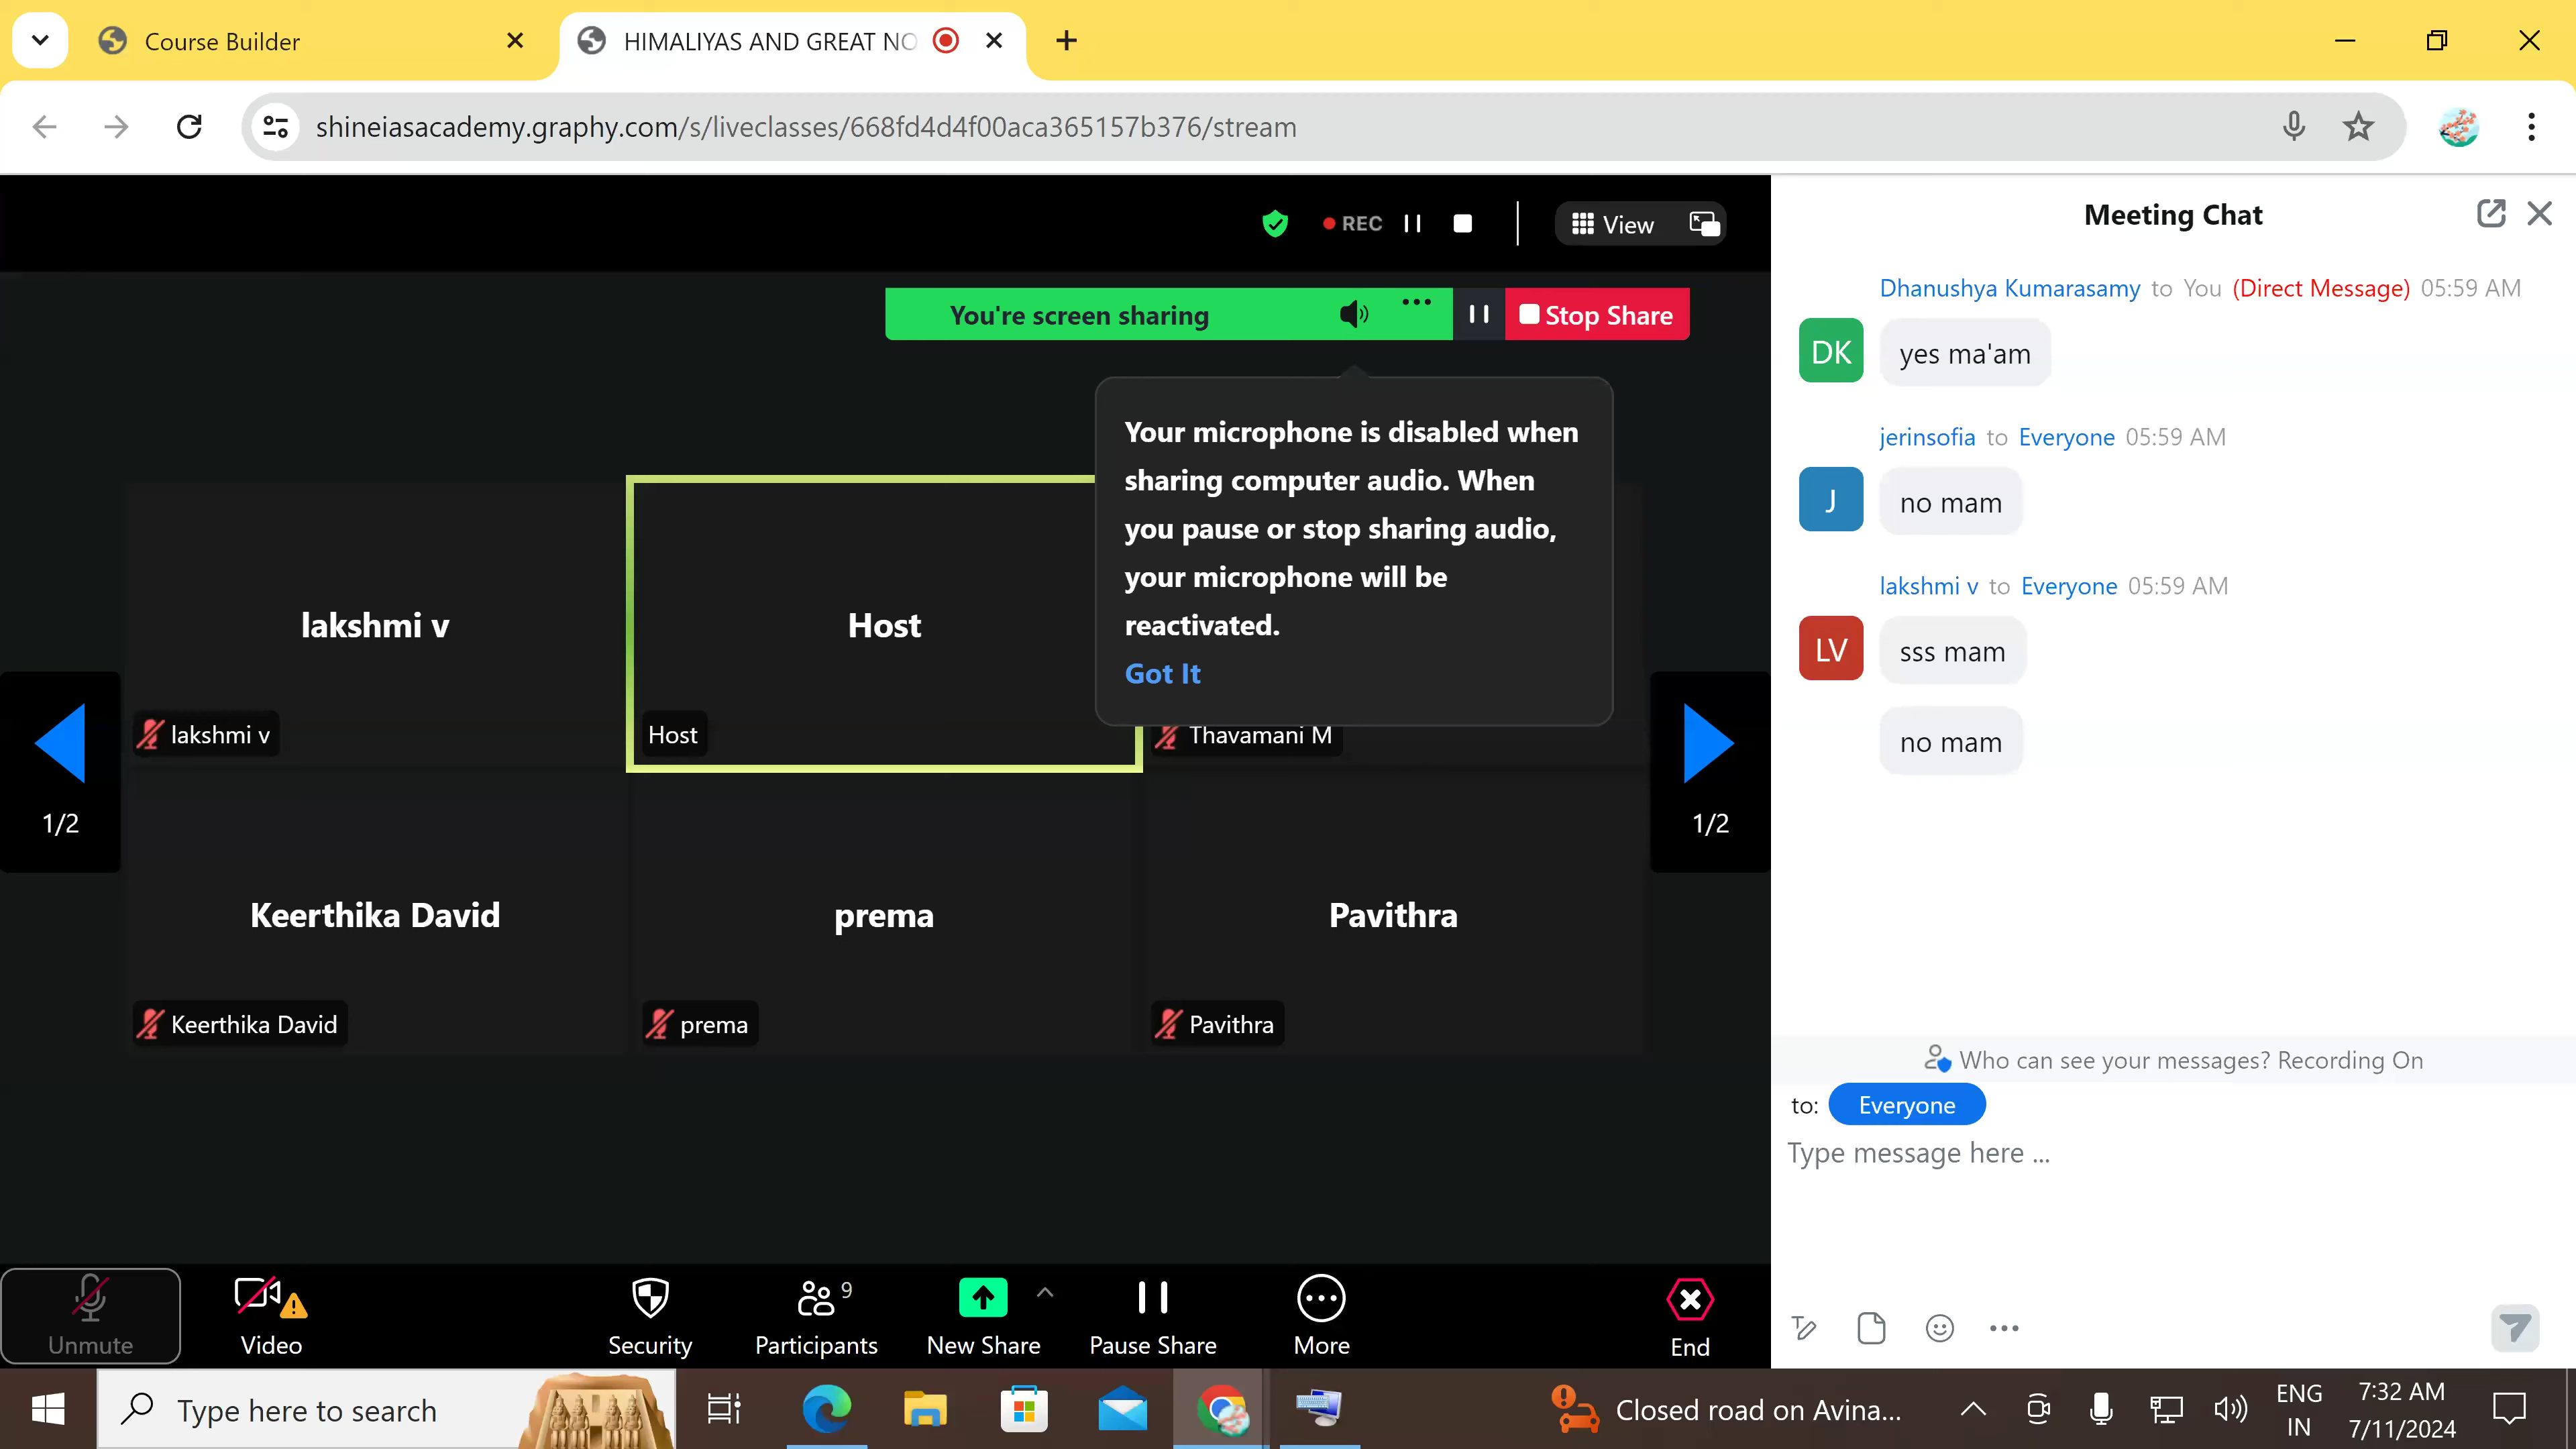 Course Builder
HIMALIYAS AND GREAT NO
shineiasacademy.graphy.com/s/liveclasses/668fd4d4f00aca365157b376/stream
REC
View
You're screen sharing
Stop Share
Your microphone is disabled when
sharing computer audio. When
you pause or stop sharing audio,
your microphone will be
reactivated.
Got It
lakshmi v
Host
lakshmi v
Host
Thavamani M
1/2
1/2
Keerthika David
prema
Pavithra
Keerthika David
prema
Pavithra
Unmute
Video
Security
Participants
9
New Share
Pause Share
More
End
Meeting Chat
Dhanushya Kumarasamy to You (Direct Message) 05:59 AM
DK
yes ma'am
jerinsofia to Everyone 05:59 AM
J
no mam
lakshmi v to Everyone 05:59 AM
LV
sss mam
no mam
Who can see your messages? Recording On
to: Everyone
Type message here ...
Type here to search
Closed road on Avina...
ENG
IN
7:32 AM
7/11/2024